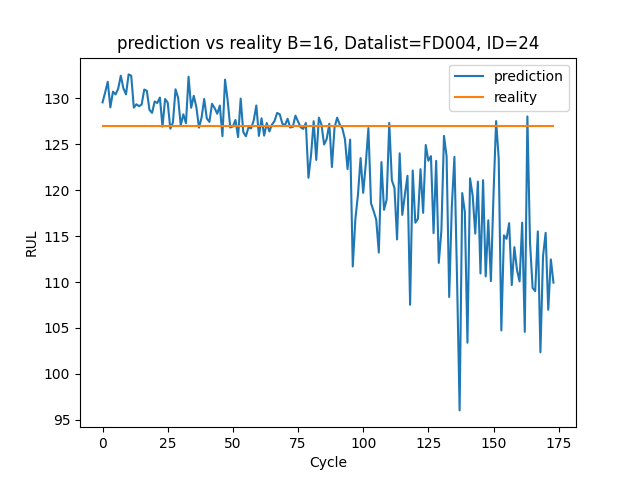 prediction vs reality B=16, Datalist=FD004, ID=24
prediction
reality
RUL
130
125
120
115
110
105
100
95
0 25 50 75 100 125 150 175
Cycle